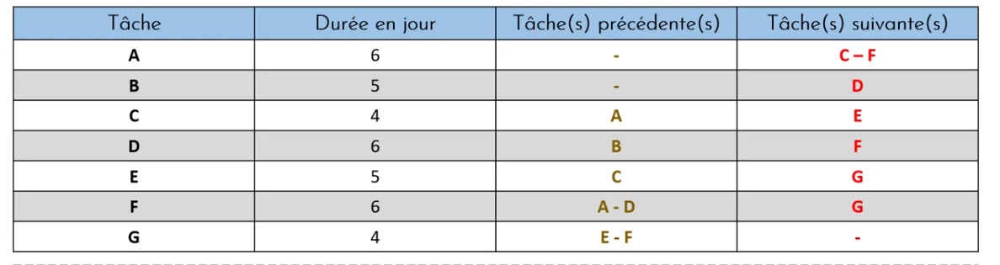 Tâche Durée en jour Tâche(s) précédente(s) Tâche(s) suivante(s)
A 6 - C – F
B 5 - D
C 4 A E
D 6 B F
E 5 C G
F 6 A - D G
G 4 E - F -